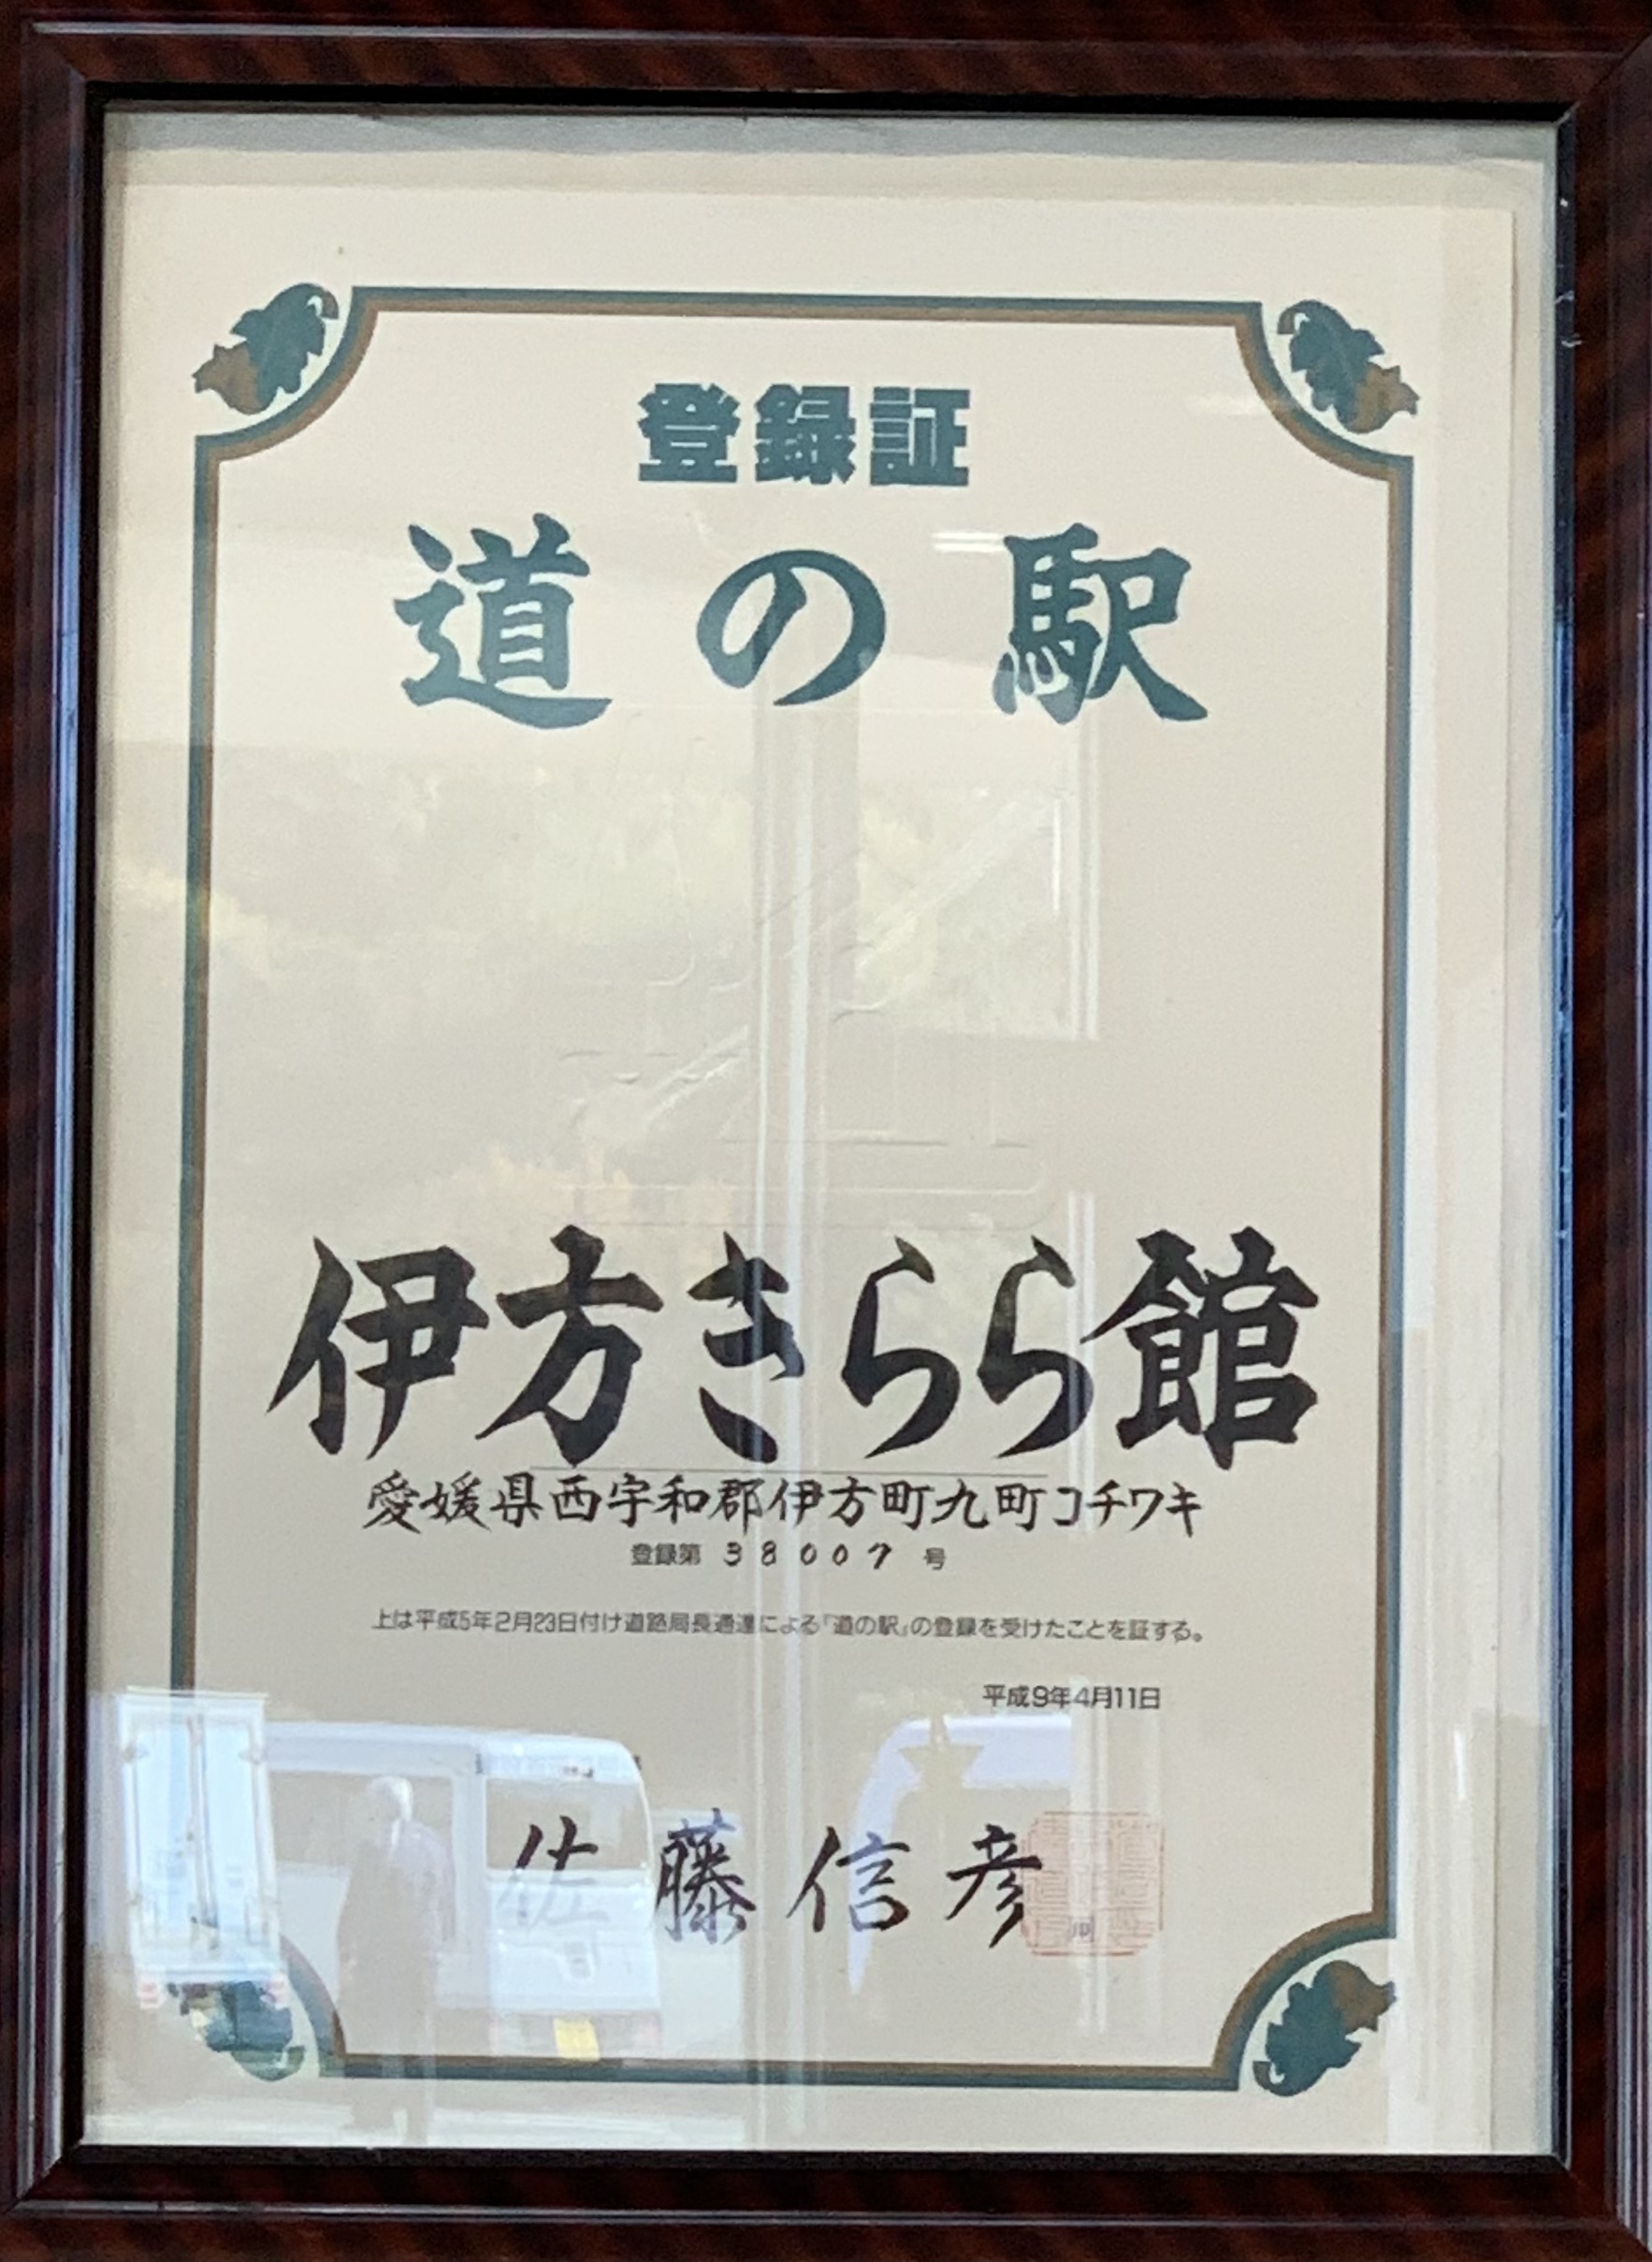 登録証
道の駅
伊方きらら館
愛媛県西宇和郡伊方町九町コチワキ
登録第 38007 号
上は平成5年2月23日付け道路局長通達による「道の駅」の登録を受けたことを証する。
平成9年4月11日
佐藤信彦